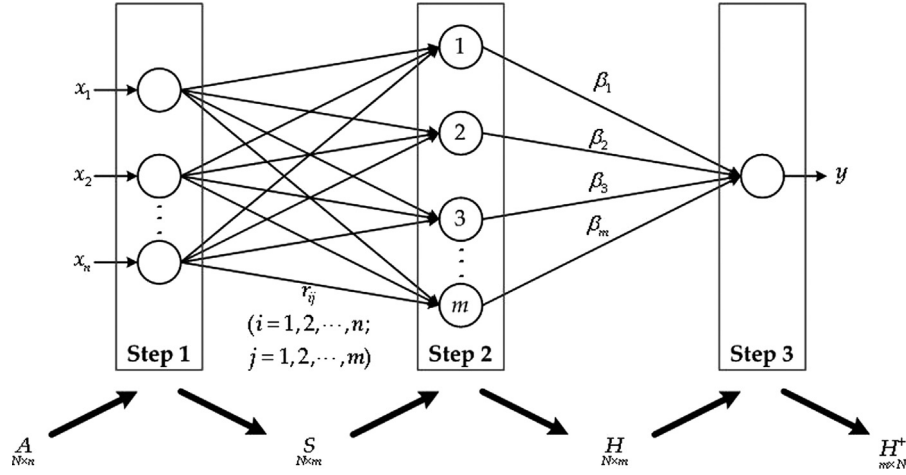 1
β₁
x₁
2
β₂
x₂
y
3
β₃
βₘ
xₙ
rᵢⱼ
m
(i = 1, 2, ⋯, n;
j = 1, 2, ⋯, m)
Step 1
Step 2
Step 3
A
N×n
S
N×m
H
N×m
H⁺
m×N